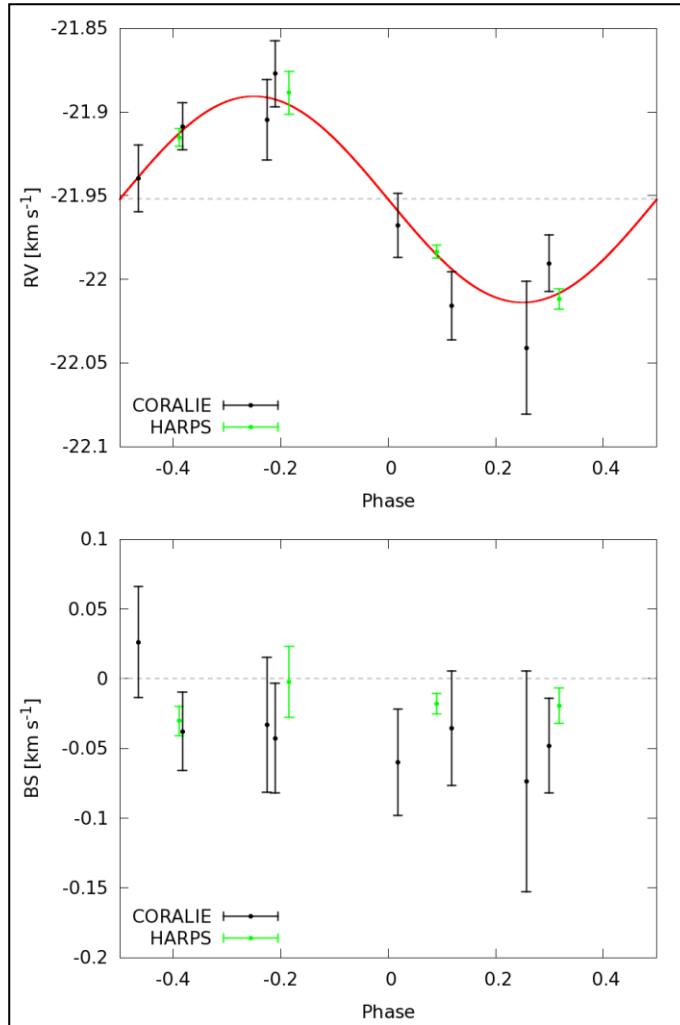 -21.85
-21.9
-21.95
-22
-22.05
-22.1
RV [km s⁻¹]
CORALIE
HARPS
-0.4 -0.2 0 0.2 0.4
Phase
0.1
0.05
0
-0.05
-0.1
-0.15
-0.2
BS [km s⁻¹]
CORALIE
HARPS
-0.4 -0.2 0 0.2 0.4
Phase